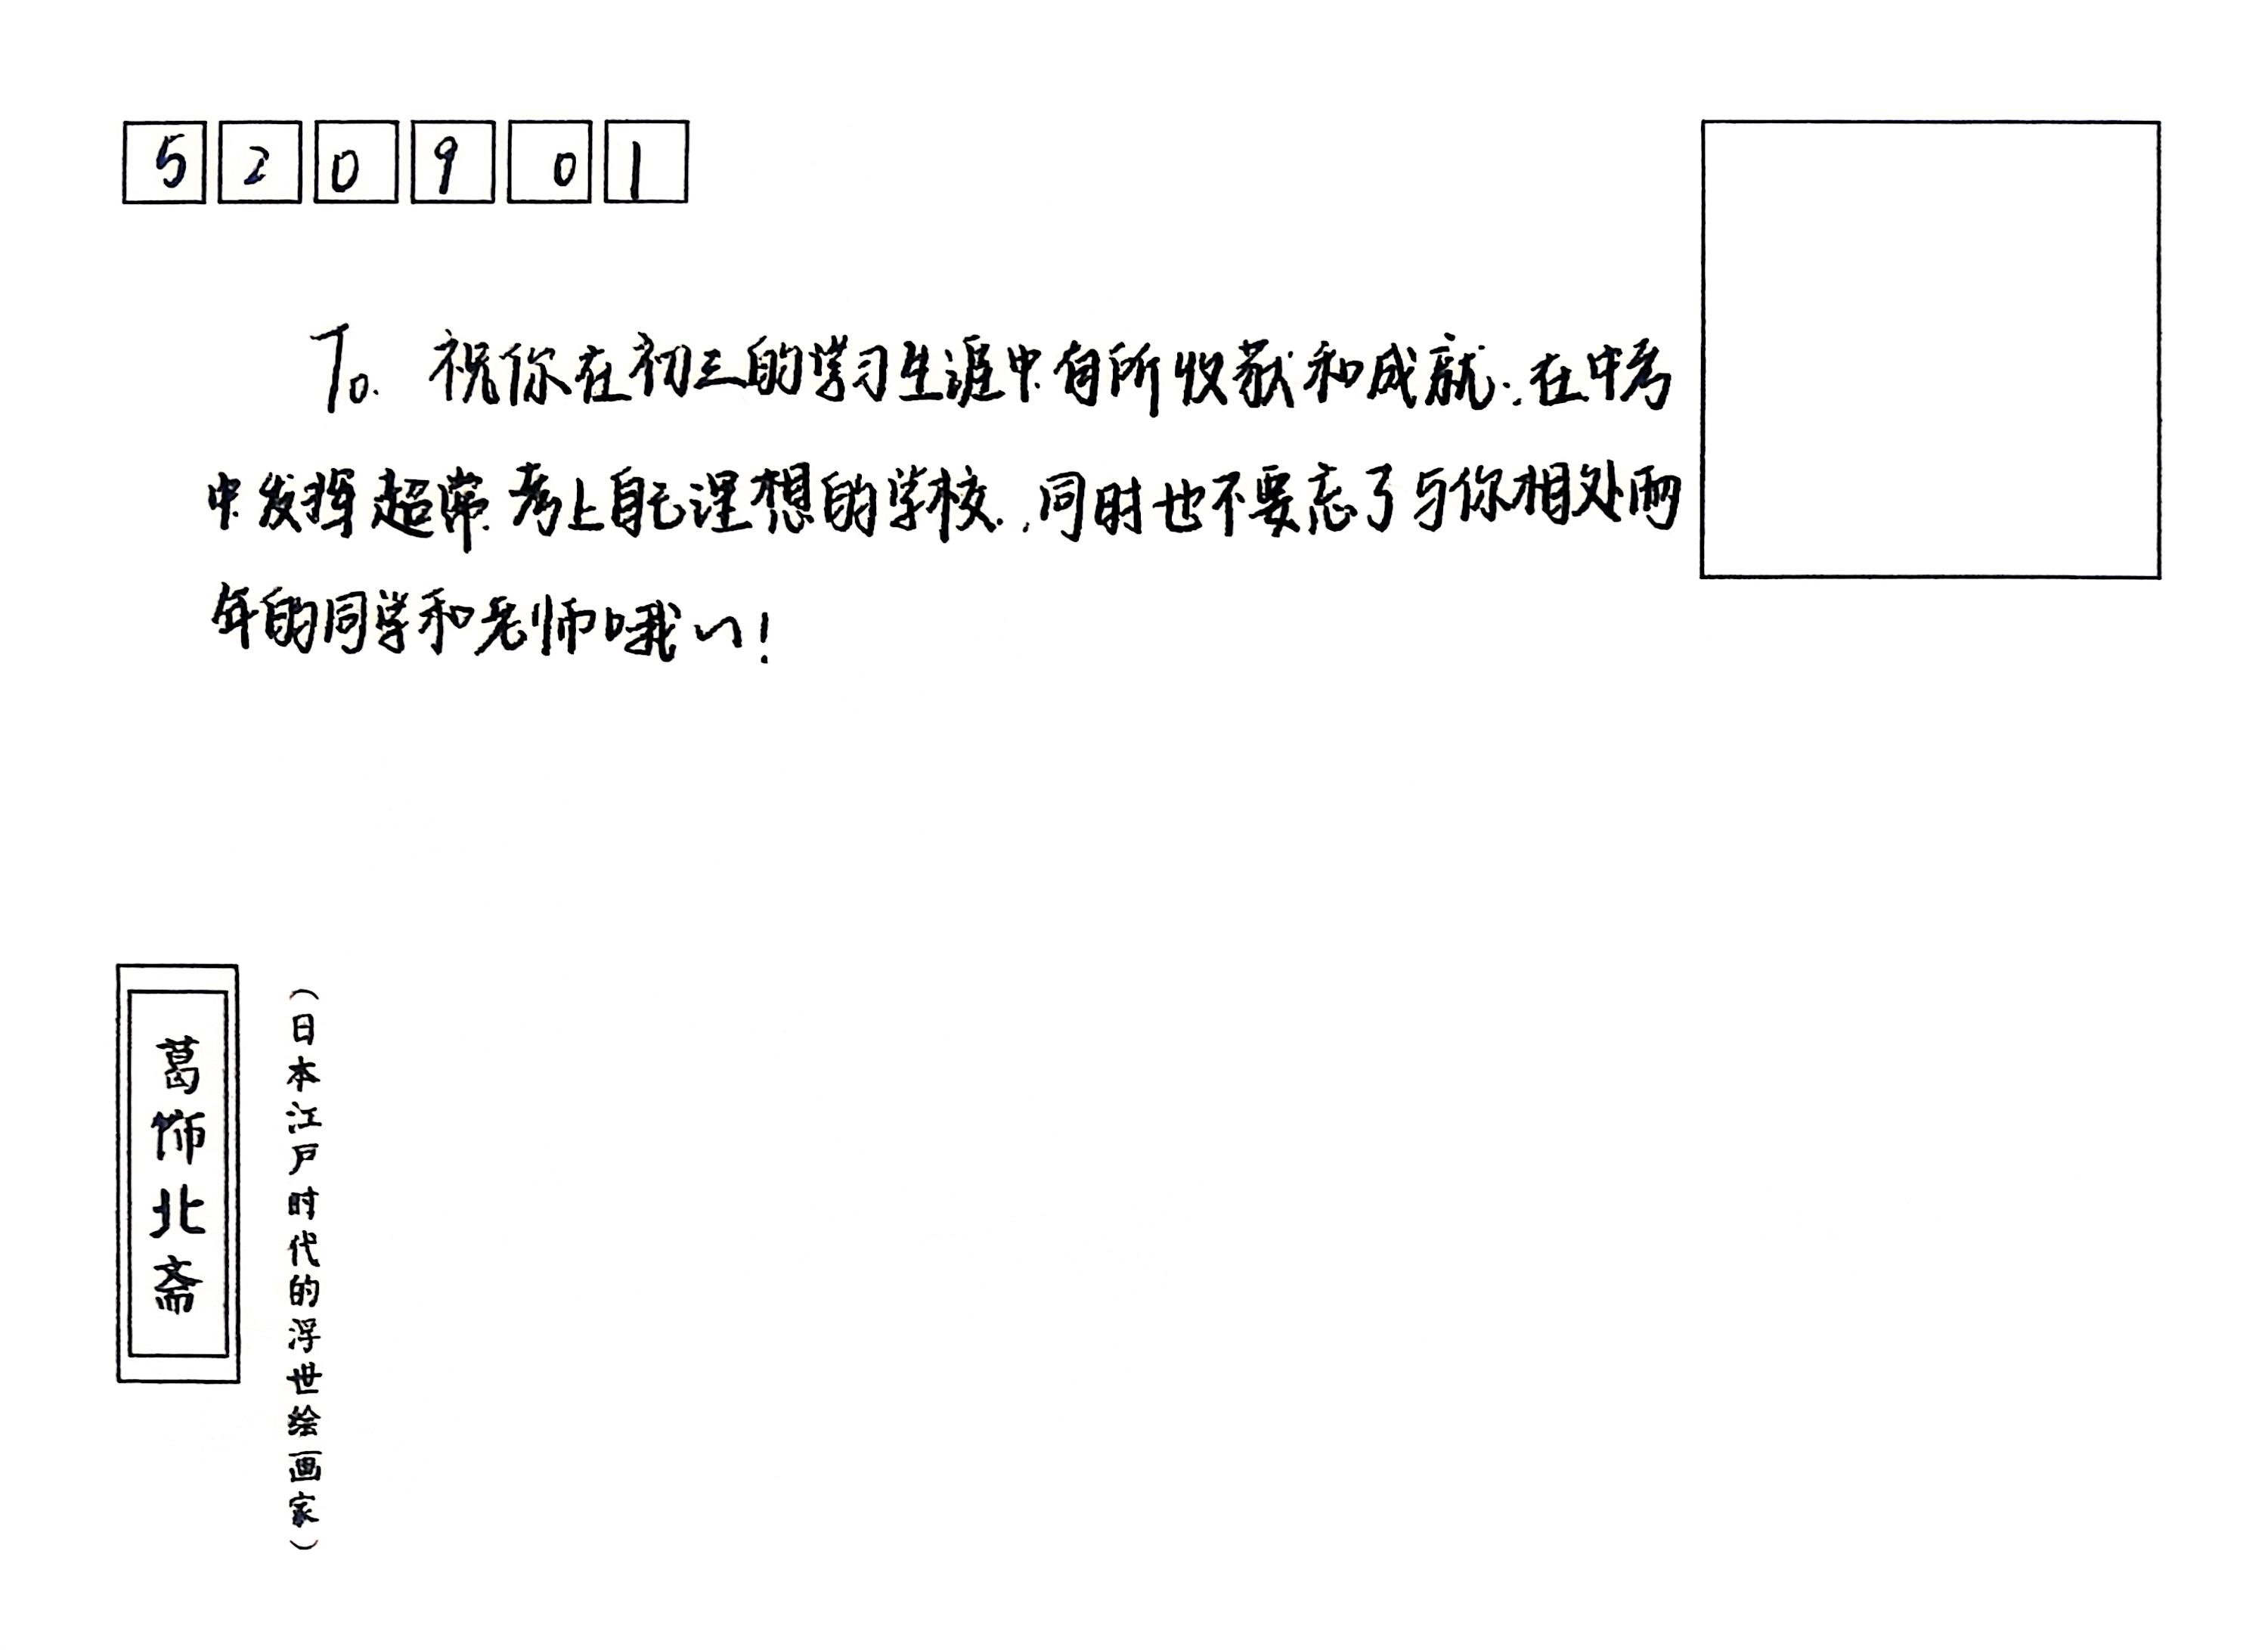 520901
To. 祝你在初三的学习生涯中有所收获和成就,在中考
中发挥超常,考上自己理想的学校,同时也不要忘了与你相处两
年的同学和老师哦~!
葛饰北斋
(日本江户时代的浮世绘画家)